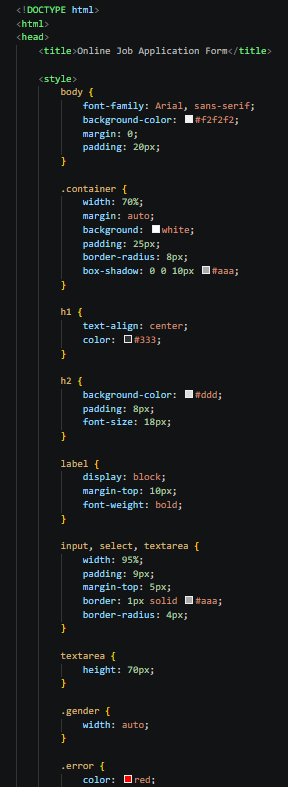 <!DOCTYPE html>
<html>
<head>
    <title>Online Job Application Form</title>

    <style>
        body {
            font-family: Arial, sans-serif;
            background-color: #f2f2f2;
            margin: 0;
            padding: 20px;
        }

        .container {
            width: 70%;
            margin: auto;
            background: white;
            padding: 25px;
            border-radius: 8px;
            box-shadow: 0 0 10px #aaa;
        }

        h1 {
            text-align: center;
            color: #333;
        }

        h2 {
            background-color: #ddd;
            padding: 8px;
            font-size: 18px;
        }

        label {
            display: block;
            margin-top: 10px;
            font-weight: bold;
        }

        input, select, textarea {
            width: 95%;
            padding: 9px;
            margin-top: 5px;
            border: 1px solid #aaa;
            border-radius: 4px;
        }

        textarea {
            height: 70px;
        }

        .gender {
            width: auto;
        }

        .error {
            color: red;